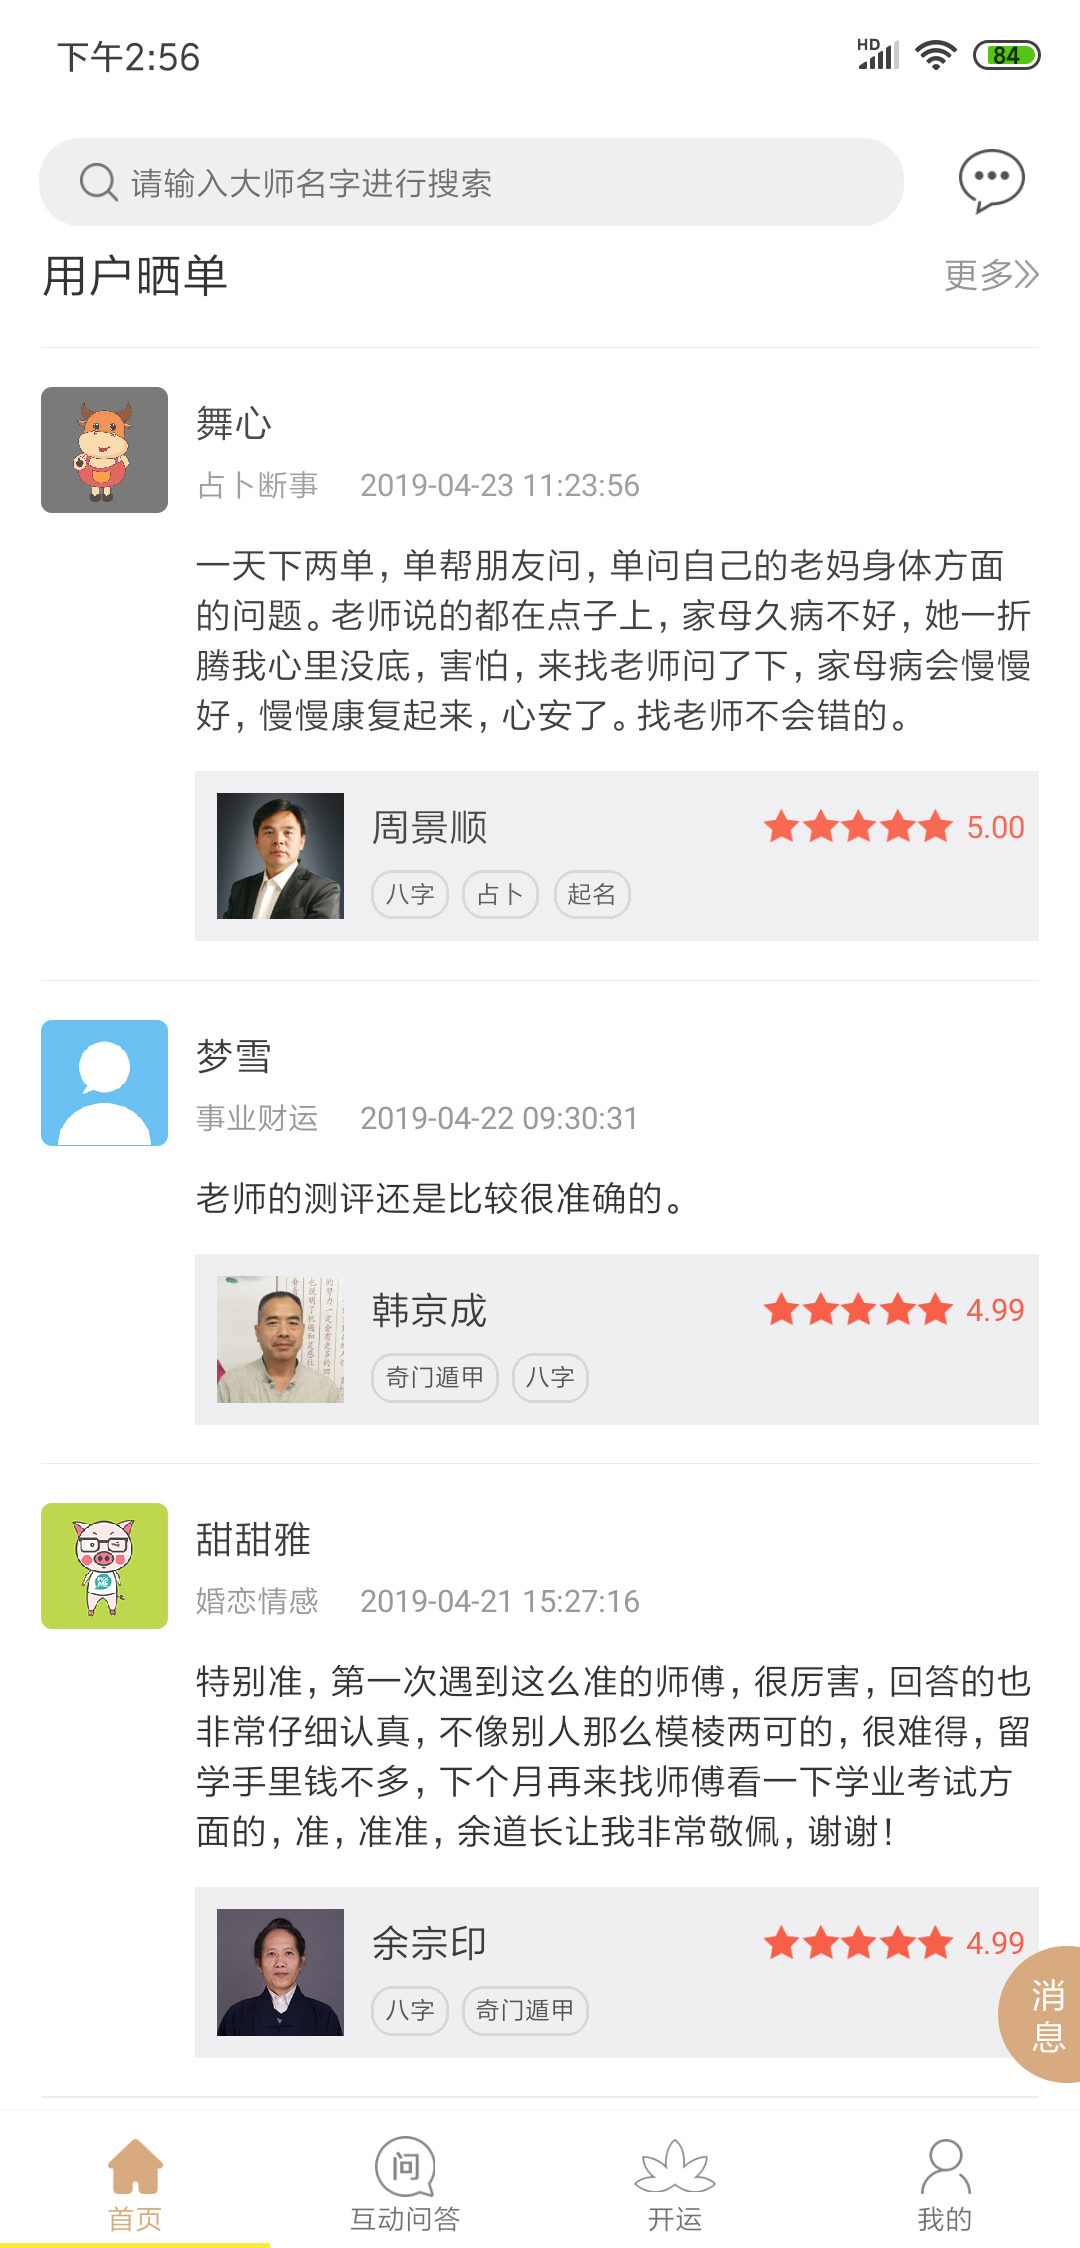 下午2:56
HD
84
请输入大师名字进行搜索
用户晒单
更多
舞心
占卜断事 2019-04-23 11:23:56
一天下两单,单帮朋友问,单问自己的老妈身体方面
的问题。老师说的都在点子上,家母久病不好,她一折
腾我心里没底,害怕,来找老师问了下,家母病会慢慢
好,慢慢康复起来,心安了。找老师不会错的。
周景顺 5.00
八字 占卜 起名
梦雪
事业财运 2019-04-22 09:30:31
老师的测评还是比较很准确的。
韩京成 4.99
奇门遁甲 八字
甜甜雅
婚恋情感 2019-04-21 15:27:16
特别准,第一次遇到这么准的师傅,很厉害,回答的也
非常仔细认真,不像别人那么模棱两可的,很难得,留
学手里钱不多,下个月再来找师傅看一下学业考试方
面的,准,准准,余道长让我非常敬佩,谢谢!
余宗印 4.99
八字 奇门遁甲
消
息
问
首页 互动问答 开运 我的